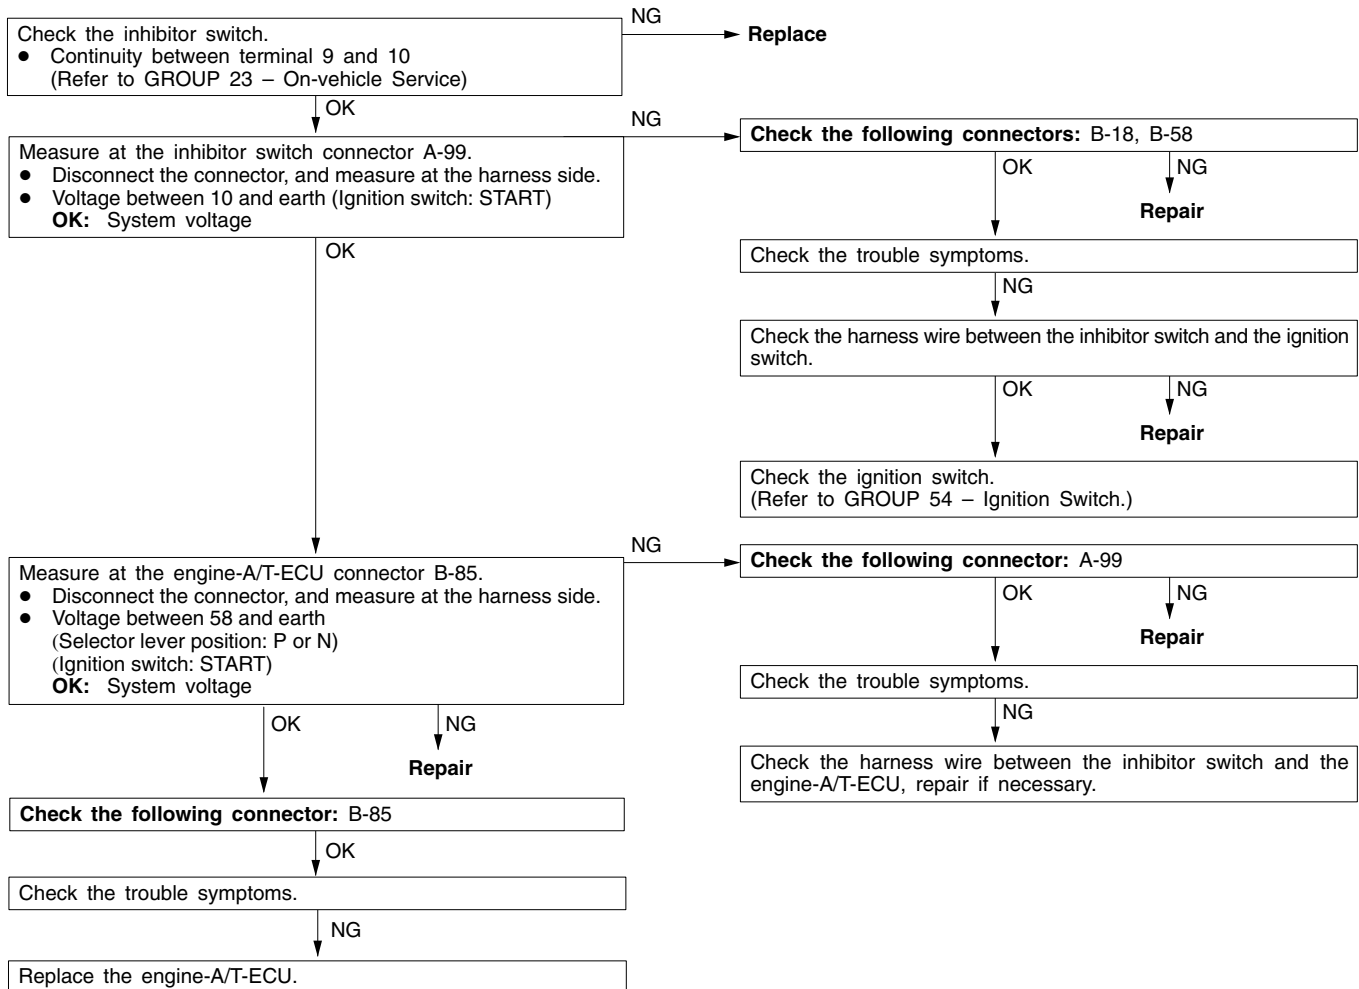 Check the inhibitor switch.
● Continuity between terminal 9 and 10
(Refer to GROUP 23 – On-vehicle Service)
NG
Replace
OK
Measure at the inhibitor switch connector A-99.
● Disconnect the connector, and measure at the harness side.
● Voltage between 10 and earth (Ignition switch: START)
OK: System voltage
NG
Check the following connectors: B-18, B-58
OK
NG
Repair
Check the trouble symptoms.
NG
Check the harness wire between the inhibitor switch and the ignition
switch.
OK
NG
Repair
Check the ignition switch.
(Refer to GROUP 54 – Ignition Switch.)
OK
Measure at the engine-A/T-ECU connector B-85.
● Disconnect the connector, and measure at the harness side.
● Voltage between 58 and earth
(Selector lever position: P or N)
(Ignition switch: START)
OK: System voltage
NG
Check the following connector: A-99
OK
NG
Repair
Check the trouble symptoms.
NG
Check the harness wire between the inhibitor switch and the
engine-A/T-ECU, repair if necessary.
OK
NG
Repair
Check the following connector: B-85
OK
Check the trouble symptoms.
NG
Replace the engine-A/T-ECU.